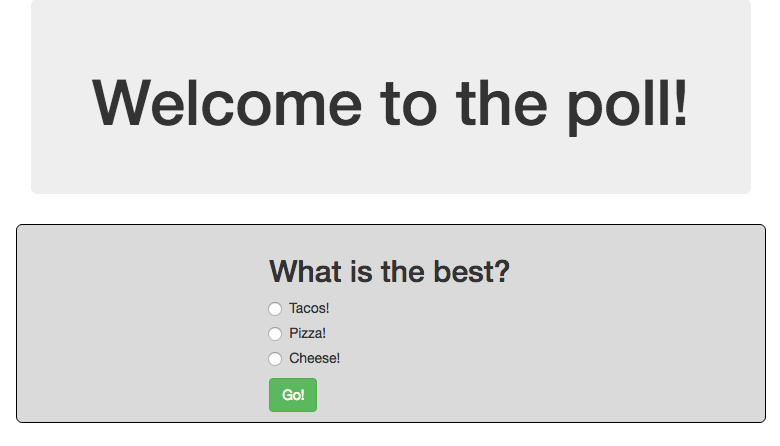 Welcome to the poll!
What is the best?
Tacos!
Pizza!
Cheese!
Go!